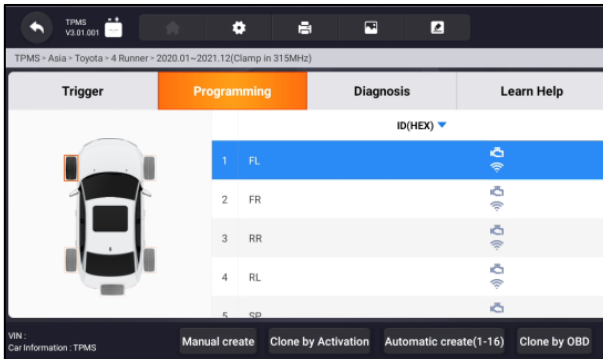 TPMS
V3.01.001
TPMS > Asia > Toyota > 4 Runner > 2020.01~2021.12(Clamp in 315MHz)
Trigger Programming Diagnosis Learn Help
ID(HEX)
1 FL
2 FR
3 RR
4 RL
5 SP
VIN :
Car Information : TPMS
Manual create Clone by Activation Automatic create(1-16) Clone by OBD